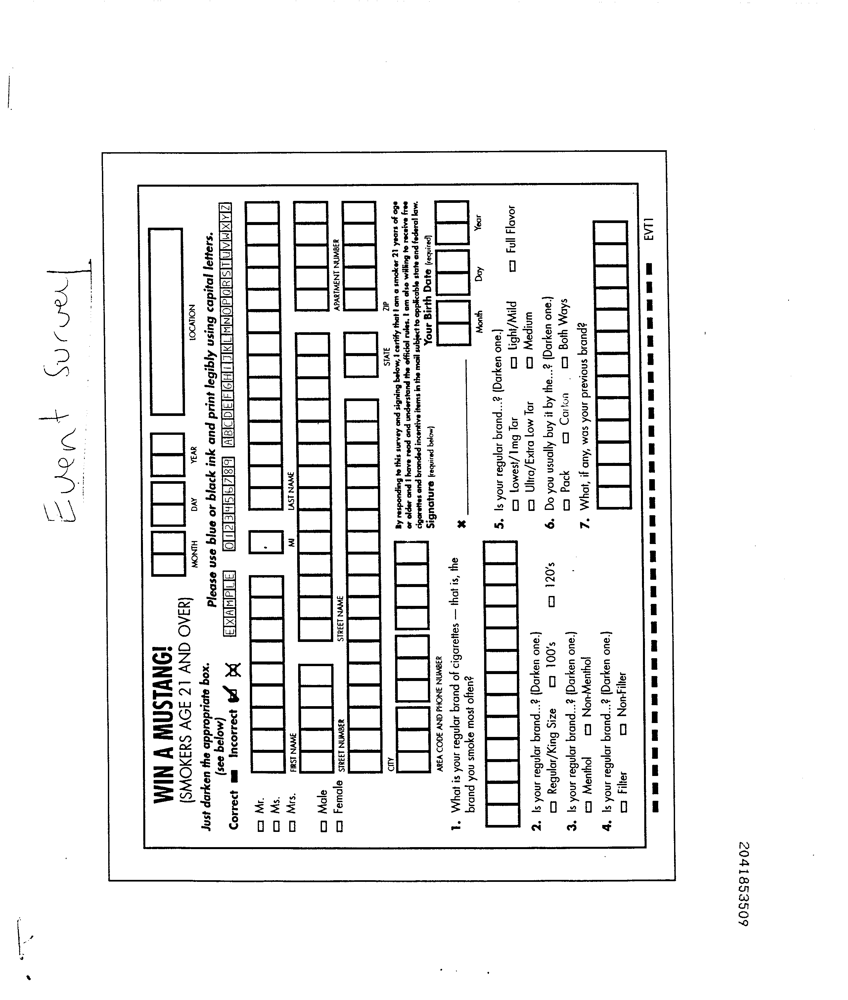 Event Survey
WIN A MUSTANG!
(SMOKERS AGE 21 AND OVER)
MONTH DAY YEAR LOCATION
Just darken the appropriate box.
(see below)
Correct Incorrect
Please use blue or black ink and print legibly using capital letters.
EXAMPLE 0123456789 ABCDEFGHIJKLMNOPQRSTUVWXYZ
Mr.
Ms.
Mrs.
Male
Female
FIRST NAME MI LAST NAME
STREET NUMBER STREET NAME APARTMENT NUMBER
CITY STATE ZIP
AREA CODE AND PHONE NUMBER
By responding to this survey and signing below, I certify that I am a smoker 21 years of age
or older and I have read and understand the official rules. I am also willing to receive free
cigarettes and branded incentive items in the mail subject to applicable state and federal law.
Signature (required below) Your Birth Date (required)
x
Month Day Year
1. What is your regular brand of cigarettes — that is, the
brand you smoke most often?
2. Is your regular brand...? (Darken one.)
Regular/King Size 100's 120's
3. Is your regular brand...? (Darken one.)
Menthol Non-Menthol
4. Is your regular brand...? (Darken one.)
Filter Non-Filter
5. Is your regular brand...? (Darken one.)
Lowest/1mg Tar Light/Mild Full Flavor
Ultra/Extra Low Tar Medium
6. Do you usually buy it by the...? (Darken one.)
Pack Carton Both Ways
7. What, if any, was your previous brand?
EVT1
2041853509